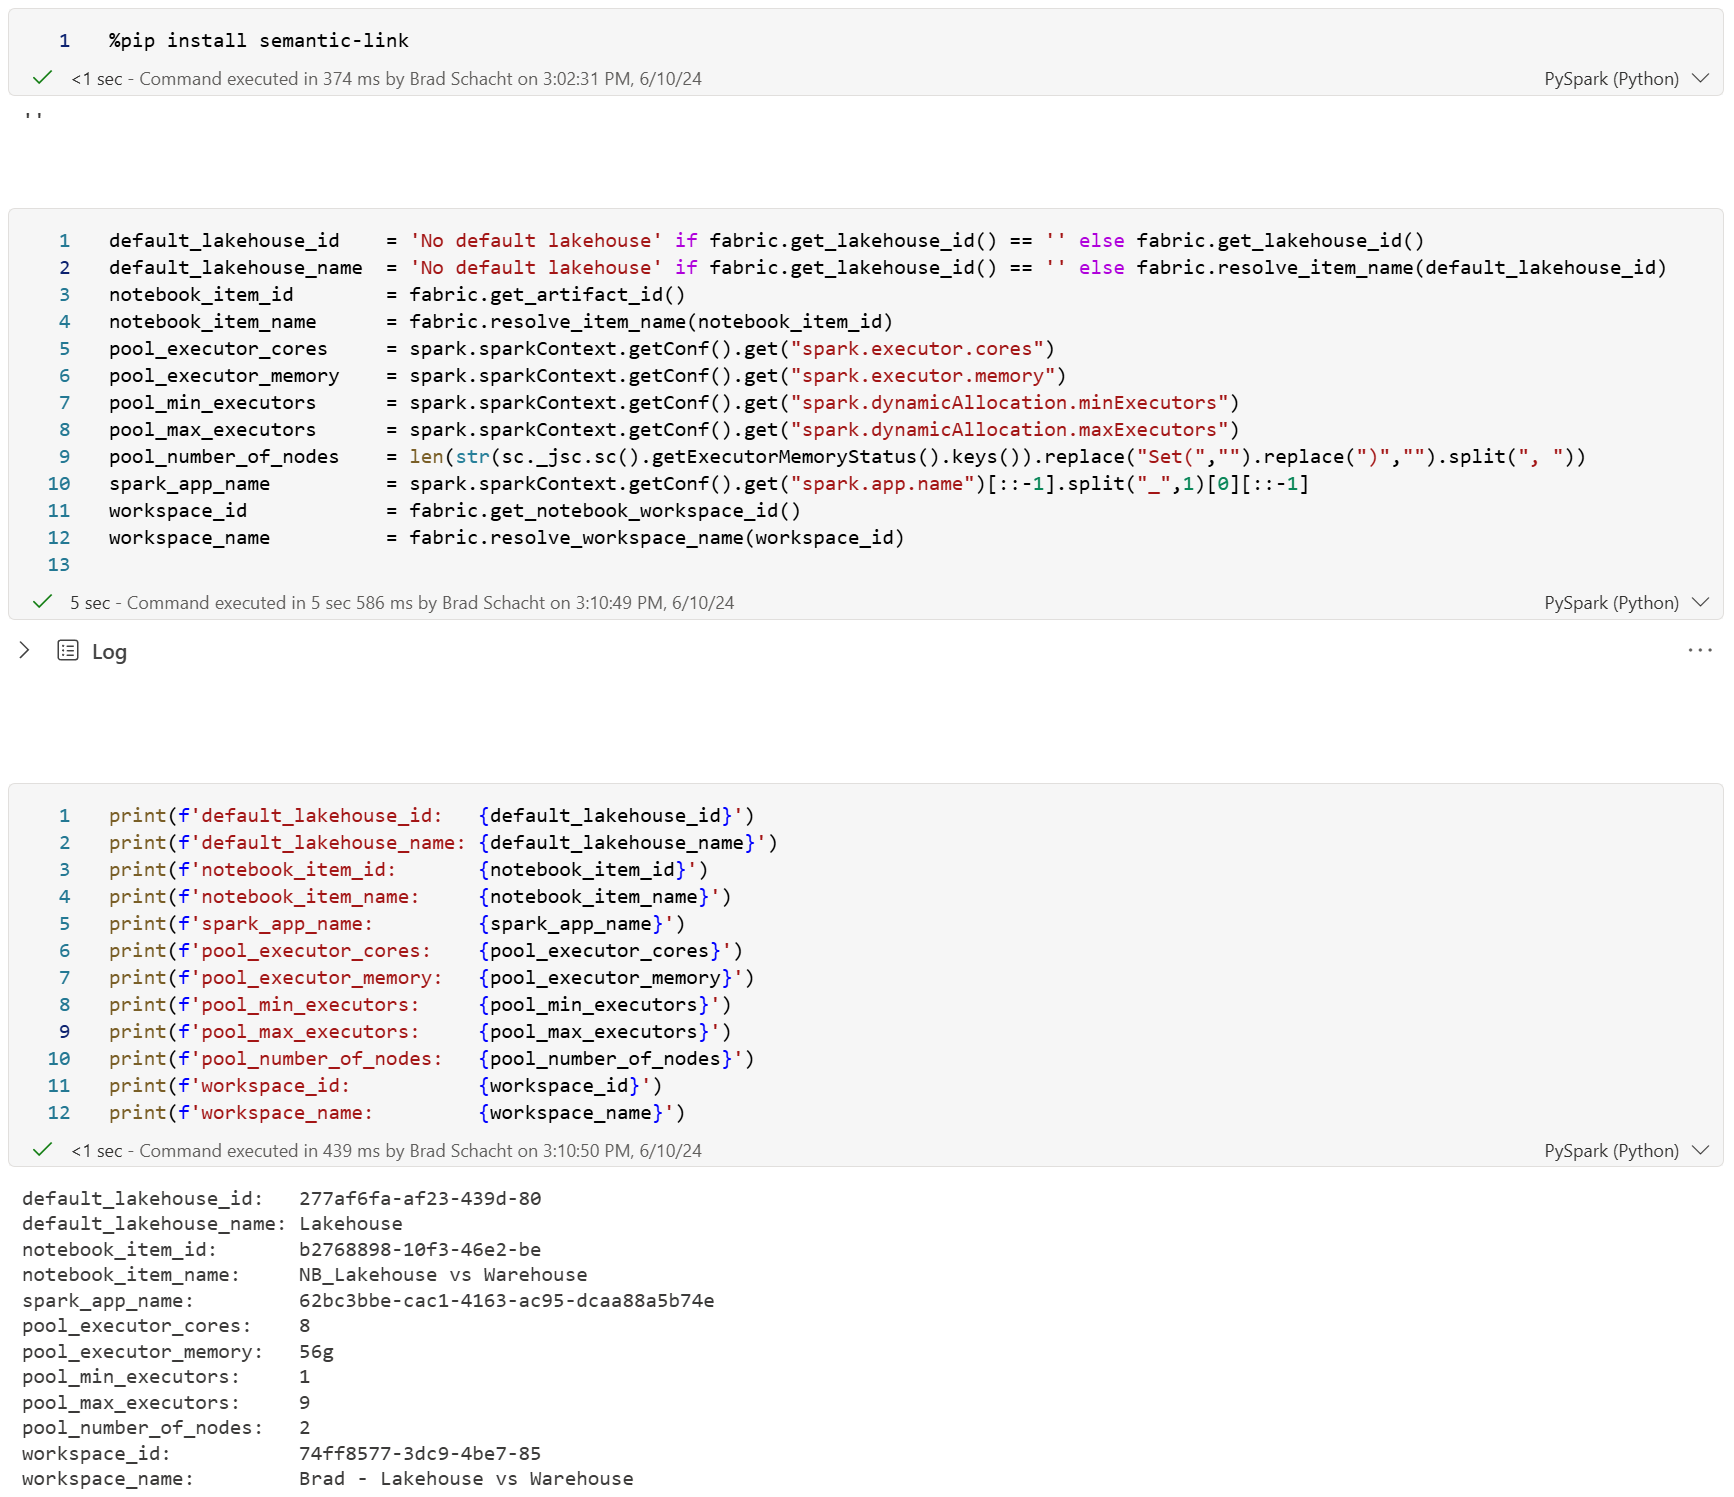 1 %pip install semantic-link
<1 sec - Command executed in 374 ms by Brad Schacht on 3:02:31 PM, 6/10/24 PySpark (Python)
''
1 default_lakehouse_id    = 'No default lakehouse' if fabric.get_lakehouse_id() == '' else fabric.get_lakehouse_id()
2 default_lakehouse_name  = 'No default lakehouse' if fabric.get_lakehouse_id() == '' else fabric.resolve_item_name(default_lakehouse_id)
3 notebook_item_id        = fabric.get_artifact_id()
4 notebook_item_name      = fabric.resolve_item_name(notebook_item_id)
5 pool_executor_cores     = spark.sparkContext.getConf().get("spark.executor.cores")
6 pool_executor_memory    = spark.sparkContext.getConf().get("spark.executor.memory")
7 pool_min_executors      = spark.sparkContext.getConf().get("spark.dynamicAllocation.minExecutors")
8 pool_max_executors      = spark.sparkContext.getConf().get("spark.dynamicAllocation.maxExecutors")
9 pool_number_of_nodes    = len(str(sc._jsc.sc().getExecutorMemoryStatus().keys()).replace("Set(","").replace(")","").split(", "))
10 spark_app_name          = spark.sparkContext.getConf().get("spark.app.name")[::-1].split("_",1)[0][::-1]
11 workspace_id            = fabric.get_notebook_workspace_id()
12 workspace_name          = fabric.resolve_workspace_name(workspace_id)
13
5 sec - Command executed in 5 sec 586 ms by Brad Schacht on 3:10:49 PM, 6/10/24 PySpark (Python)
Log ...
1 print(f'default_lakehouse_id:   {default_lakehouse_id}')
2 print(f'default_lakehouse_name: {default_lakehouse_name}')
3 print(f'notebook_item_id:       {notebook_item_id}')
4 print(f'notebook_item_name:     {notebook_item_name}')
5 print(f'spark_app_name:         {spark_app_name}')
6 print(f'pool_executor_cores:    {pool_executor_cores}')
7 print(f'pool_executor_memory:   {pool_executor_memory}')
8 print(f'pool_min_executors:     {pool_min_executors}')
9 print(f'pool_max_executors:     {pool_max_executors}')
10 print(f'pool_number_of_nodes:   {pool_number_of_nodes}')
11 print(f'workspace_id:           {workspace_id}')
12 print(f'workspace_name:         {workspace_name}')
<1 sec - Command executed in 439 ms by Brad Schacht on 3:10:50 PM, 6/10/24 PySpark (Python)
default_lakehouse_id:   277af6fa-af23-439d-80
default_lakehouse_name: Lakehouse
notebook_item_id:       b2768898-10f3-46e2-be
notebook_item_name:     NB_Lakehouse vs Warehouse
spark_app_name:         62bc3bbe-cac1-4163-ac95-dcaa88a5b74e
pool_executor_cores:    8
pool_executor_memory:   56g
pool_min_executors:     1
pool_max_executors:     9
pool_number_of_nodes:   2
workspace_id:           74ff8577-3dc9-4be7-85
workspace_name:         Brad - Lakehouse vs Warehouse